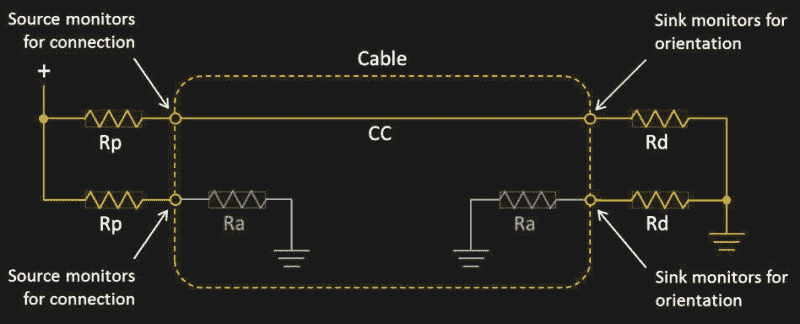 Source monitors
for connection
Sink monitors for
orientation
Cable
+
Rp
CC
Rd
Rp
Ra
Ra
Rd
Source monitors
for connection
Sink monitors for
orientation